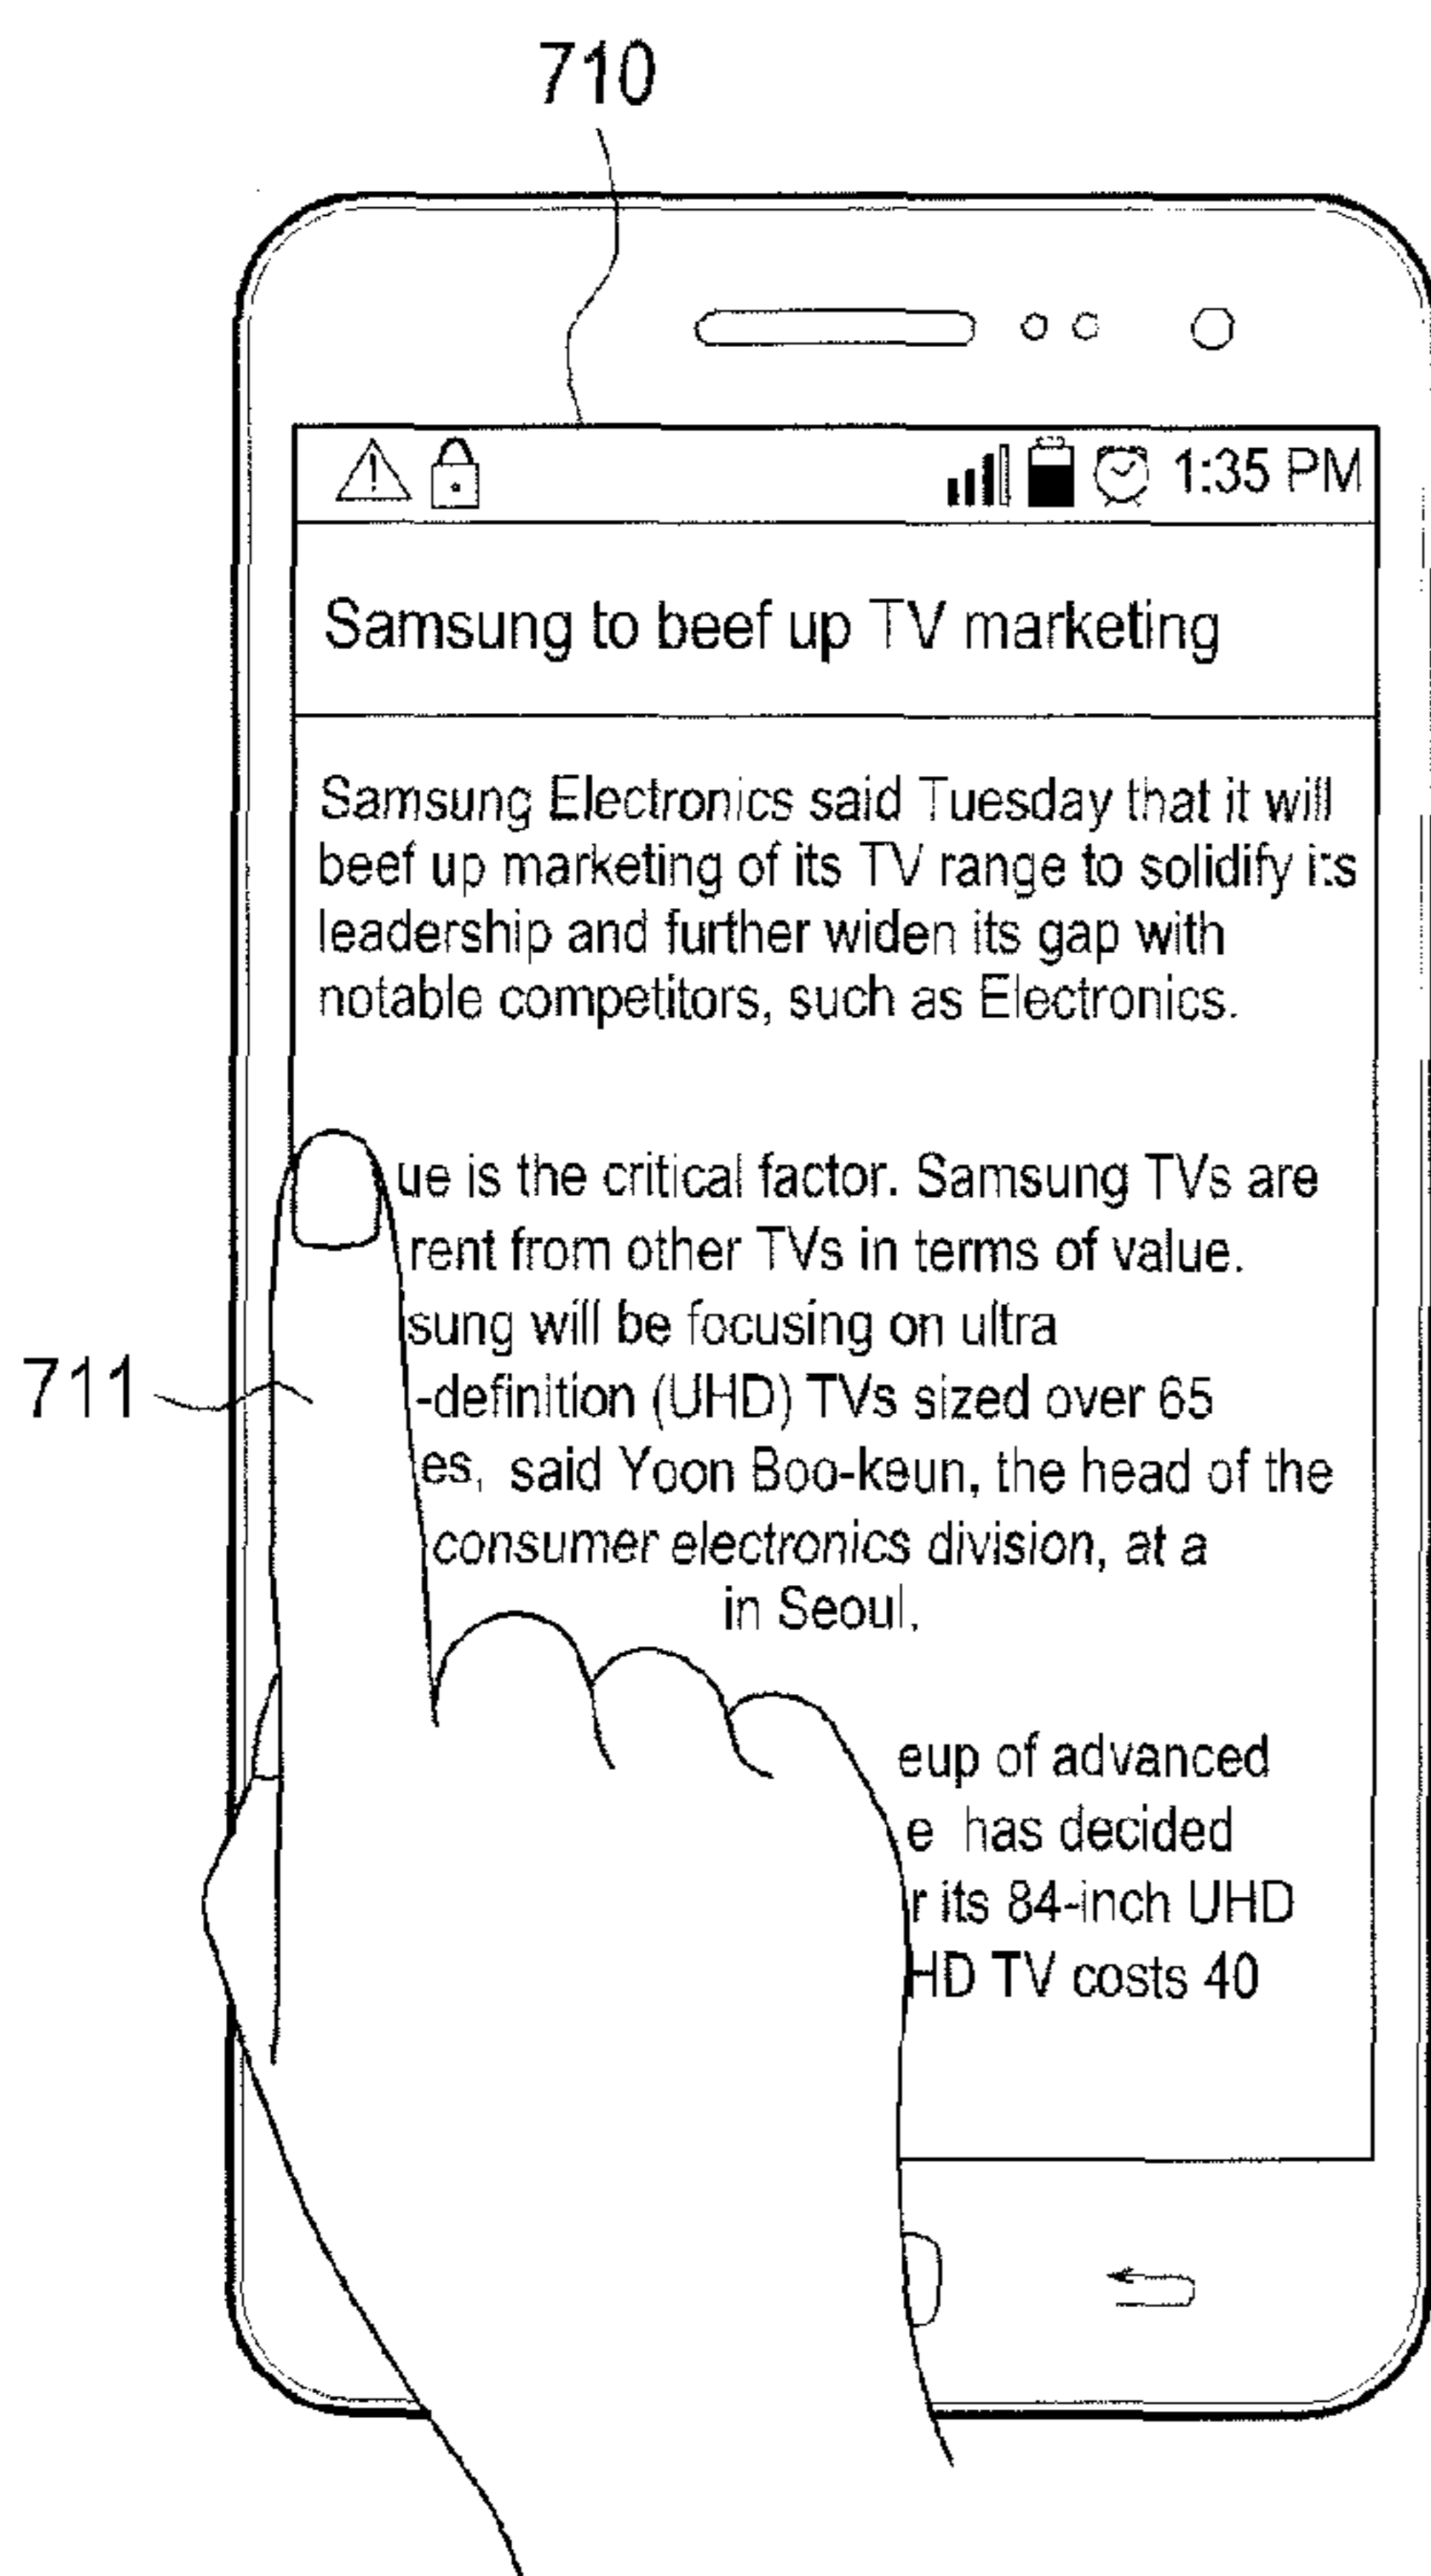 710
1:35 PM
Samsung to beef up TV marketing
Samsung Electronics said Tuesday that it will
beef up marketing of its TV range to solidify its
leadership and further widen its gap with
notable competitors, such as Electronics.
ue is the critical factor. Samsung TVs are
rent from other TVs in terms of value.
sung will be focusing on ultra
711
-definition (UHD) TVs sized over 65
es, said Yoon Boo-keun, the head of the
consumer electronics division, at a
in Seoul,
eup of advanced
e has decided
r its 84-inch UHD
HD TV costs 40